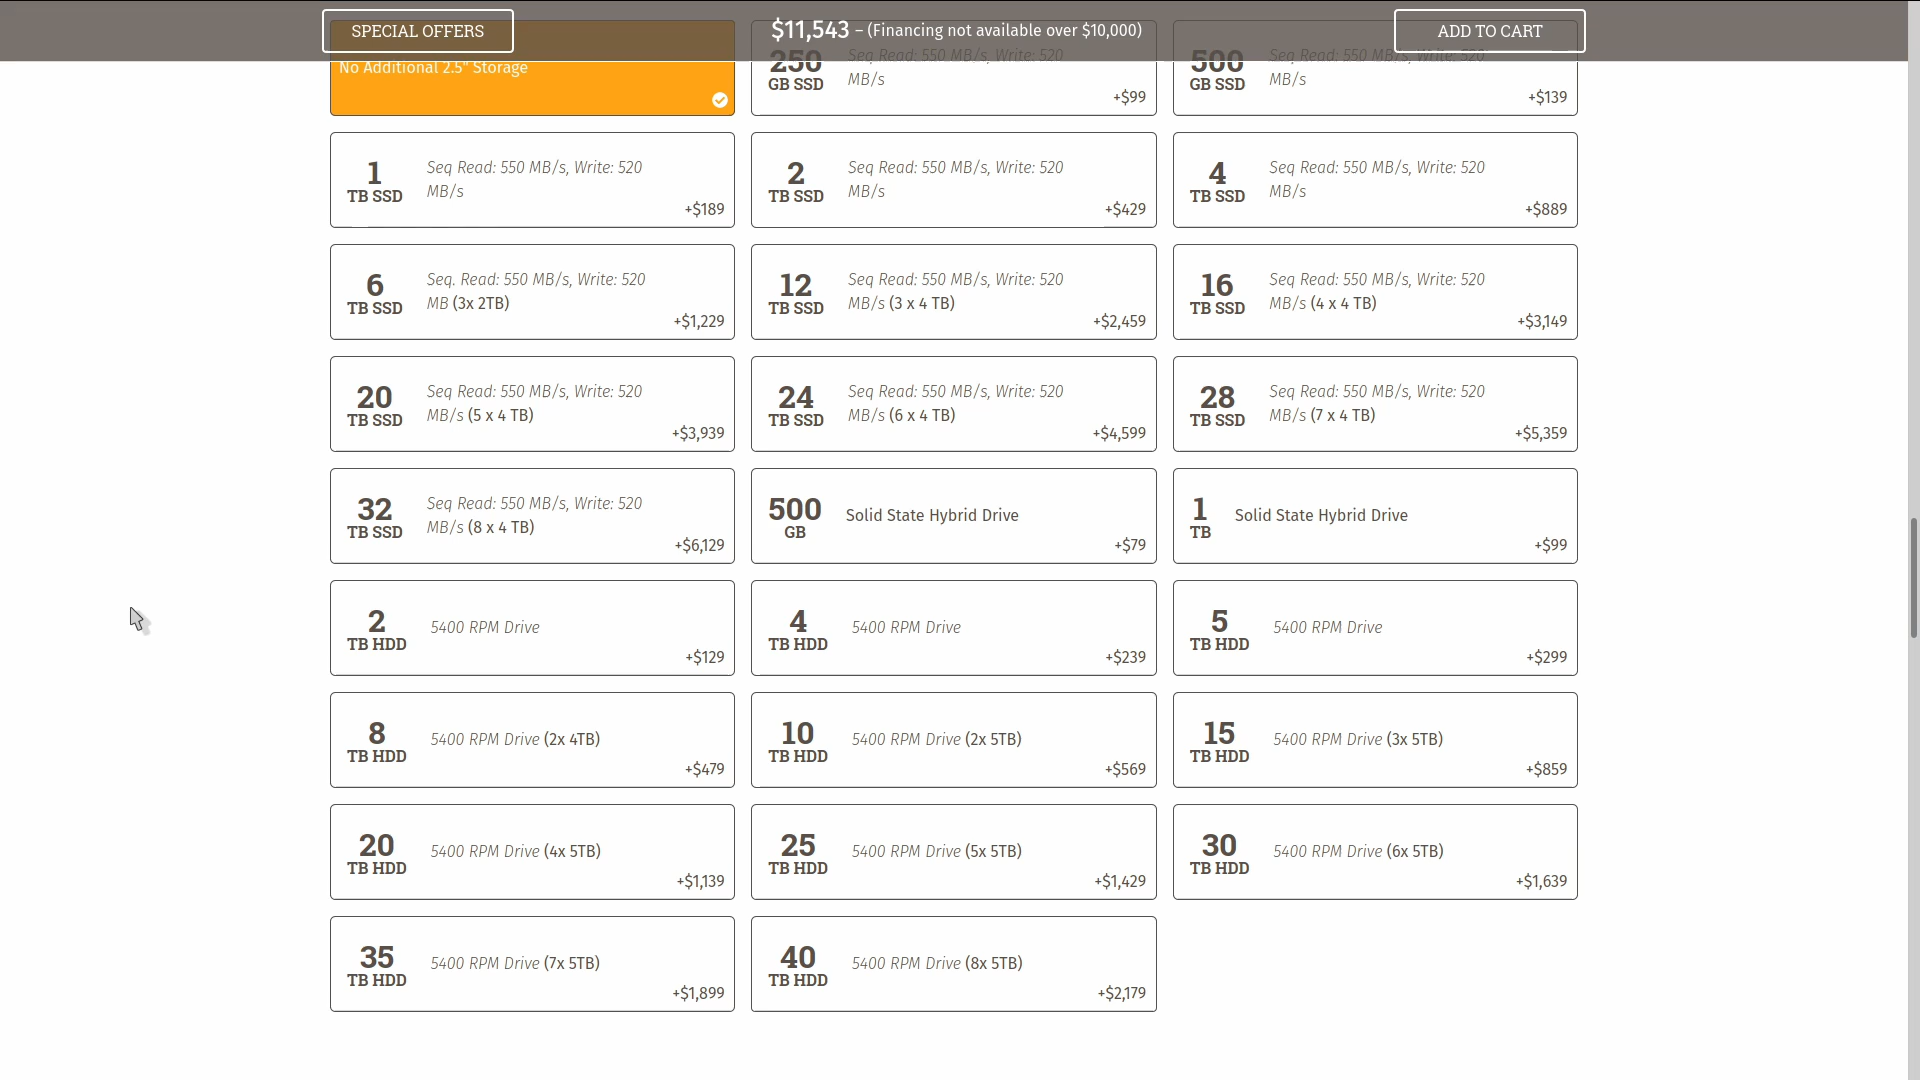 SPECIAL OFFERS
$11,543 – (Financing not available over $10,000)
ADD TO CART
No Additional 2.5" Storage
250
GB SSD
Seq Read: 550 MB/s, Write: 520
MB/s
+$99
500
GB SSD
Seq Read: 550 MB/s, Write: 520
MB/s
+$139
1
TB SSD
Seq Read: 550 MB/s, Write: 520
MB/s
+$189
2
TB SSD
Seq Read: 550 MB/s, Write: 520
MB/s
+$429
4
TB SSD
Seq Read: 550 MB/s, Write: 520
MB/s
+$889
6
TB SSD
Seq. Read: 550 MB/s, Write: 520
MB (3x 2TB)
+$1,229
12
TB SSD
Seq Read: 550 MB/s, Write: 520
MB/s (3 x 4 TB)
+$2,459
16
TB SSD
Seq Read: 550 MB/s, Write: 520
MB/s (4 x 4 TB)
+$3,149
20
TB SSD
Seq Read: 550 MB/s, Write: 520
MB/s (5 x 4 TB)
+$3,939
24
TB SSD
Seq Read: 550 MB/s, Write: 520
MB/s (6 x 4 TB)
+$4,599
28
TB SSD
Seq Read: 550 MB/s, Write: 520
MB/s (7 x 4 TB)
+$5,359
32
TB SSD
Seq Read: 550 MB/s, Write: 520
MB/s (8 x 4 TB)
+$6,129
500
GB
Solid State Hybrid Drive
+$79
1
TB
Solid State Hybrid Drive
+$99
2
TB HDD
5400 RPM Drive
+$129
4
TB HDD
5400 RPM Drive
+$239
5
TB HDD
5400 RPM Drive
+$299
8
TB HDD
5400 RPM Drive (2x 4TB)
+$479
10
TB HDD
5400 RPM Drive (2x 5TB)
+$569
15
TB HDD
5400 RPM Drive (3x 5TB)
+$859
20
TB HDD
5400 RPM Drive (4x 5TB)
+$1,139
25
TB HDD
5400 RPM Drive (5x 5TB)
+$1,429
30
TB HDD
5400 RPM Drive (6x 5TB)
+$1,639
35
TB HDD
5400 RPM Drive (7x 5TB)
+$1,899
40
TB HDD
5400 RPM Drive (8x 5TB)
+$2,179